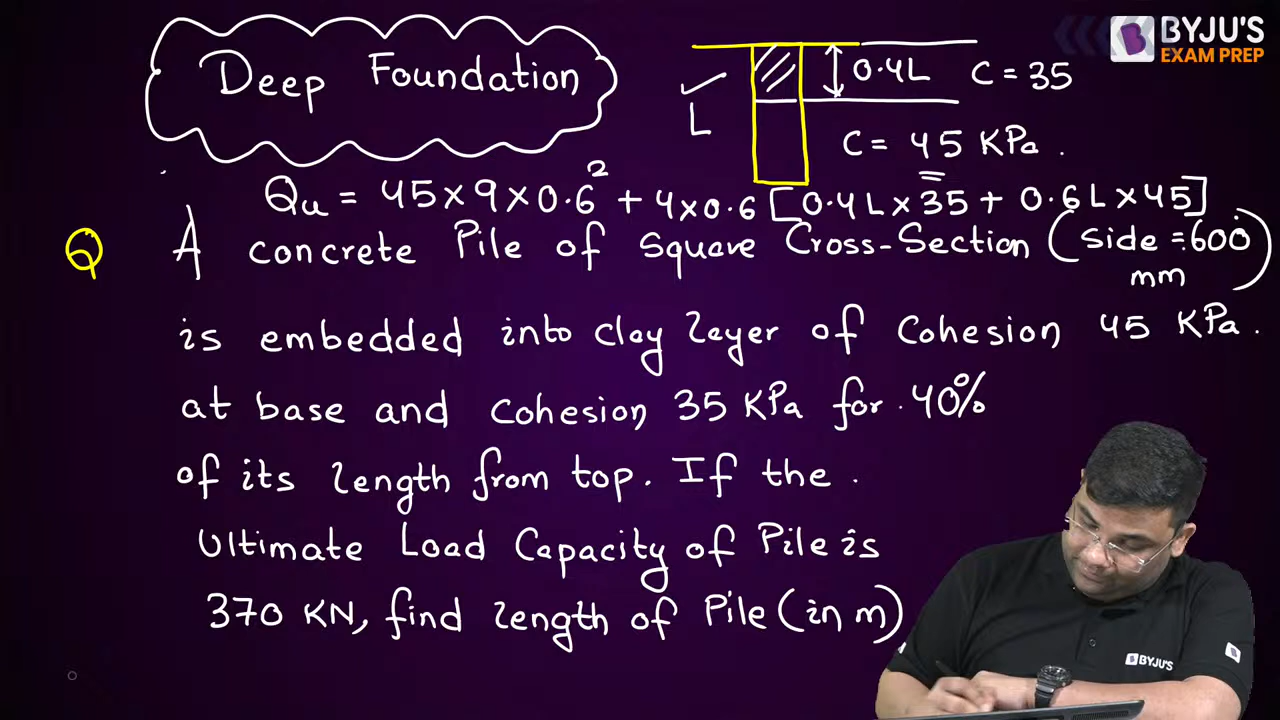 Deep Foundation
BYJU'S
EXAM PREP
0.4L C = 35
L
C = 45 KPa.
Qu = 45×9×0.6² + 4×0.6 [0.4L×35 + 0.6L×45]
Q A concrete Pile of Square Cross-Section (side = 600 mm)
is embedded into clay layer of Cohesion 45 KPa.
at base and cohesion 35 KPa for 40%
of its length from top. If the
Ultimate Load Capacity of Pile is
370 KN, find length of Pile (in m)
BYJU'S